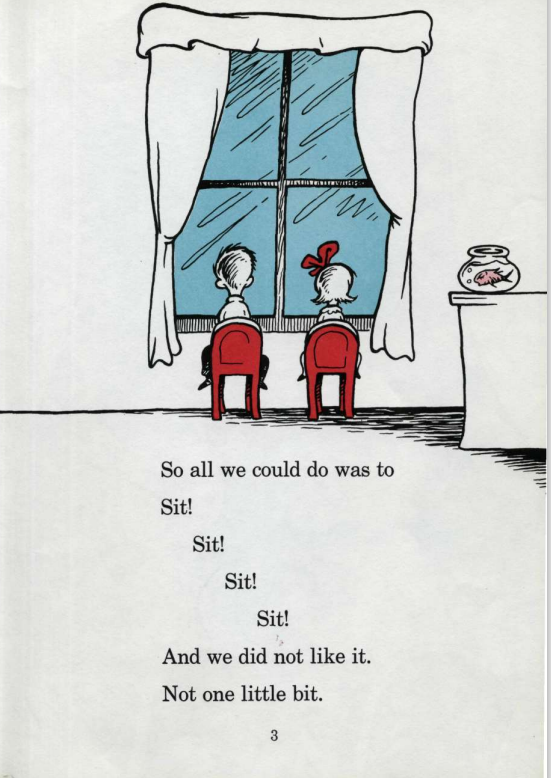 So all we could do was to
Sit!
Sit!
Sit!
Sit!
And we did not like it.
Not one little bit.
3